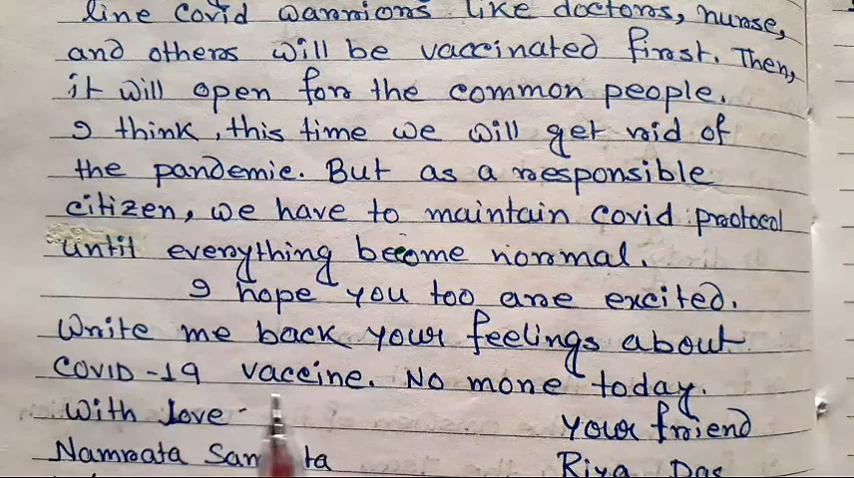 line Covid warriors like doctors, nurse,
and others will be vaccinated first. Then,
it will open for the common people.
I think, this time we will get rid of
the pandemic. But as a responsible
citizen, we have to maintain covid protocol
until everything become normal.
I hope you too are excited.
Write me back your feelings about
COVID-19 vaccine. No more today.
With love
your friend
Namrata
Riya Das